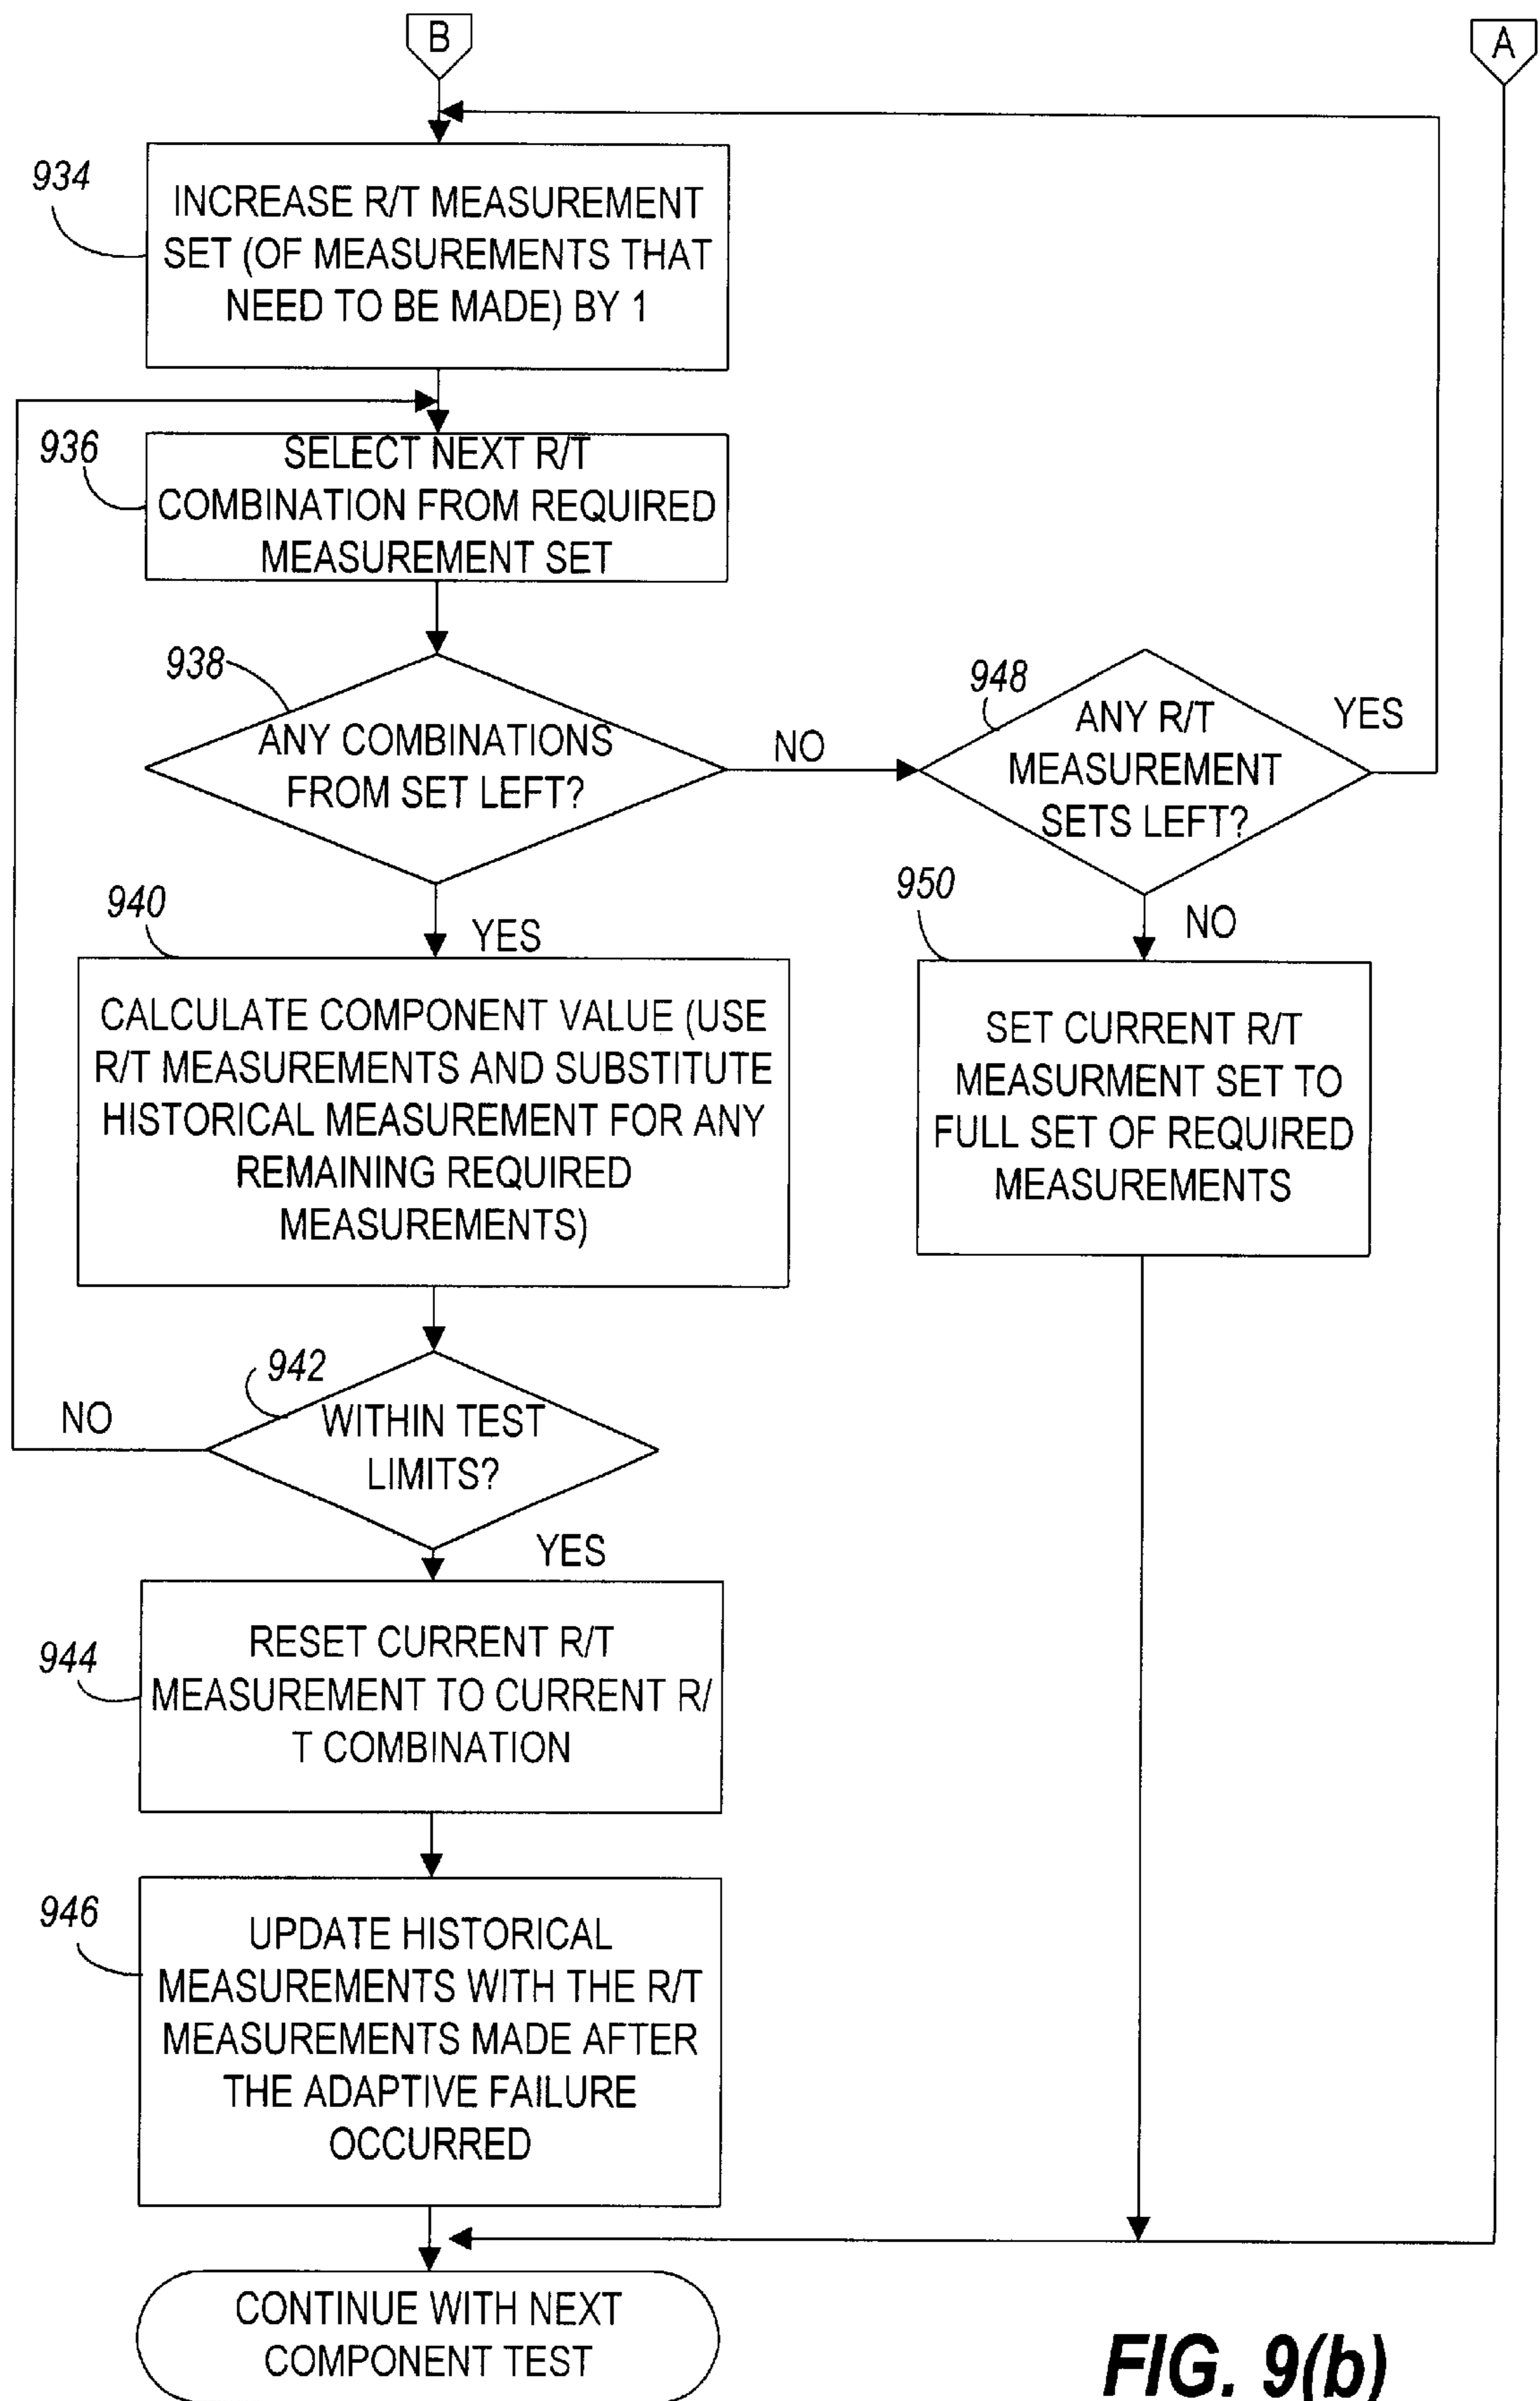 B
A
934
INCREASE R/T MEASUREMENT
SET (OF MEASUREMENTS THAT
NEED TO BE MADE) BY 1
936
SELECT NEXT R/T
COMBINATION FROM REQUIRED
MEASUREMENT SET
938
ANY COMBINATIONS
FROM SET LEFT?
NO
948
ANY R/T
MEASUREMENT
SETS LEFT?
YES
940
YES
CALCULATE COMPONENT VALUE (USE
R/T MEASUREMENTS AND SUBSTITUTE
HISTORICAL MEASUREMENT FOR ANY
REMAINING REQUIRED
MEASUREMENTS)
950
NO
SET CURRENT R/T
MEASURMENT SET TO
FULL SET OF REQUIRED
MEASUREMENTS
942
NO
WITHIN TEST
LIMITS?
YES
944
RESET CURRENT R/T
MEASUREMENT TO CURRENT R/
T COMBINATION
946
UPDATE HISTORICAL
MEASUREMENTS WITH THE R/T
MEASUREMENTS MADE AFTER
THE ADAPTIVE FAILURE
OCCURRED
CONTINUE WITH NEXT
COMPONENT TEST
FIG. 9(b)